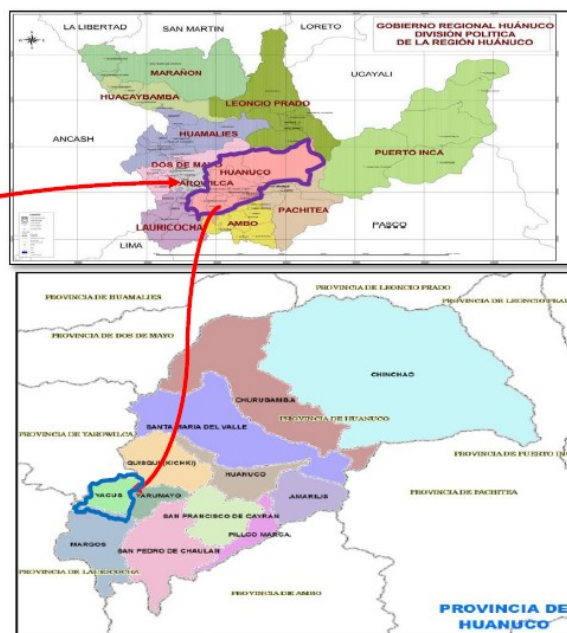 LA LIBERTAD
SAN MARTIN
LORETO
GOBIERNO REGIONAL HUÁNUCO
DIVISIÓN POLITICA
DE LA REGIÓN HUÁNUCO
MARAÑON
UCAYALI
HUACAYBAMBA
LEONCIO PRADO
ANCASH
HUAMALIES
PUERTO INCA
DOS DE MAYO
HUANUCO
PACHITEA
LAURICOCHA
AMBO
PASCO
LIMA
PROVINCIA DE LEONCIO PRADO
PROVINCIA DE HUAMALIES
PROVINCIA DE LEONCIO PRA
PROVINCIA DE DOS DE MAYO
CHINCHAO
CHURUBAMBA
PROVINCIA DE HUANUCO
SANTA MARIA DEL VALLE
PROVINCIA DE YAROWILCA
PROVINCIA DE PUERTO INC
QUISQUI (KICHKI)
HUANUCO
PROVINCIA DE PACHITEA
YACUS
YARUMAYO
AMARILIS
SAN FRANCISCO DE CAYRAN
PILLCO MARCA
MARGOS
SAN PEDRO DE CHAULAN
PROVINCIA DE LAURICOCHA
PROVINCIA DE AMBO
PROVINCIA DE
HUANUCO